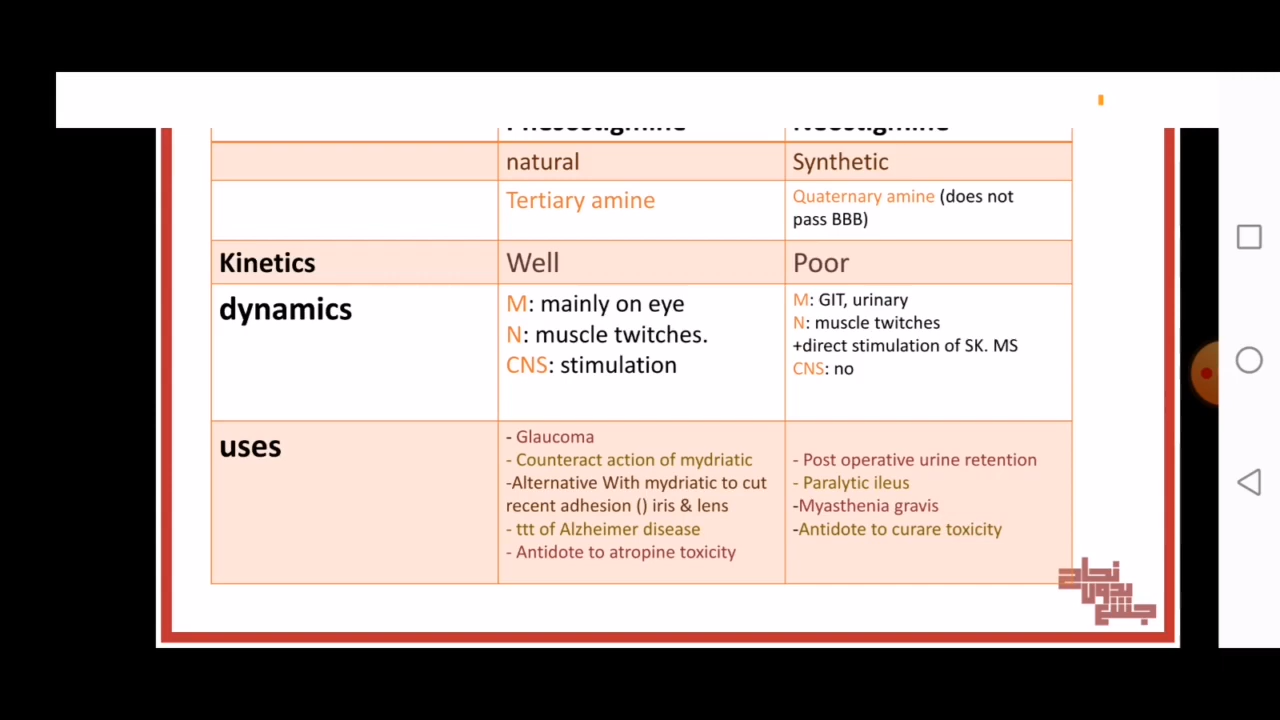 natural
Synthetic
Tertiary amine
Quaternary amine (does not
pass BBB)
Kinetics
Well
Poor
dynamics
M: mainly on eye
N: muscle twitches.
CNS: stimulation
M: GIT, urinary
N: muscle twitches
+direct stimulation of SK. MS
CNS: no
uses
- Glaucoma
- Counteract action of mydriatic
-Alternative With mydriatic to cut
recent adhesion () iris & lens
- ttt of Alzheimer disease
- Antidote to atropine toxicity
- Post operative urine retention
- Paralytic ileus
-Myasthenia gravis
-Antidote to curare toxicity
نجاح
بدون